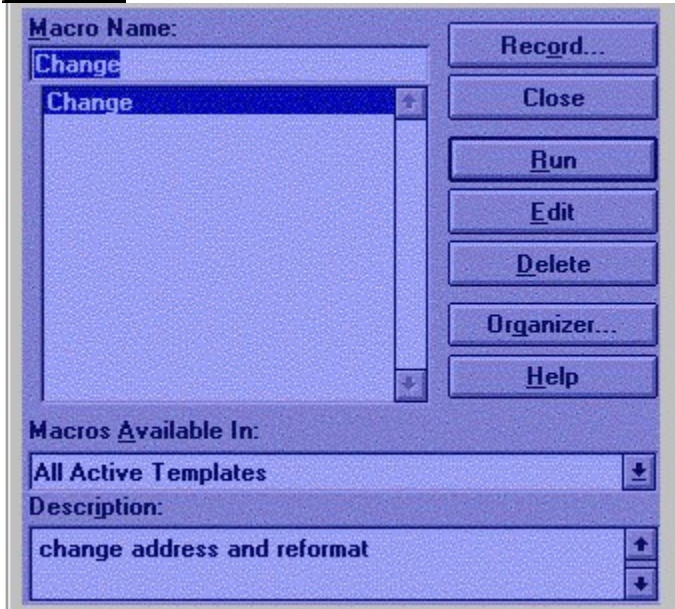 Macro Name:
Change
Change
Record...
Close
Run
Edit
Delete
Organizer...
Help
Macros Available In:
All Active Templates
Description:
change address and reformat